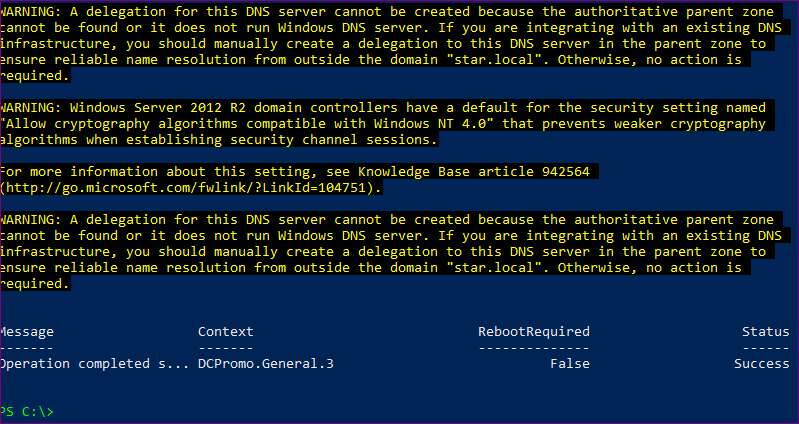 WARNING: A delegation for this DNS server cannot be created because the authoritative parent zone
cannot be found or it does not run Windows DNS server. If you are integrating with an existing DNS
infrastructure, you should manually create a delegation to this DNS server in the parent zone to
ensure reliable name resolution from outside the domain "star.local". Otherwise, no action is
required.
WARNING: Windows Server 2012 R2 domain controllers have a default for the security setting named
"Allow cryptography algorithms compatible with Windows NT 4.0" that prevents weaker cryptography
algorithms when establishing security channel sessions.
For more information about this setting, see Knowledge Base article 942564
(http://go.microsoft.com/fwlink/?LinkId=104751).
WARNING: A delegation for this DNS server cannot be created because the authoritative parent zone
cannot be found or it does not run Windows DNS server. If you are integrating with an existing DNS
infrastructure, you should manually create a delegation to this DNS server in the parent zone to
ensure reliable name resolution from outside the domain "star.local". Otherwise, no action is
required.
Message Context RebootRequired Status
------- ------- -------------- ------
Operation completed s... DCPromo.General.3 False Success
PS C:\>